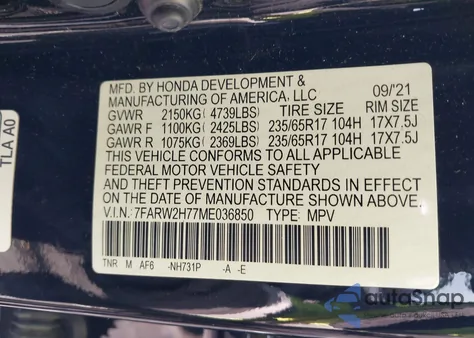 MFD. BY HONDA DEVELOPMENT &
MANUFACTURING OF AMERICA, LLC 09/'21
GVWR 2150KG (4739LBS) TIRE SIZE RIM SIZE
GAWR F 1100KG (2425LBS) 235/65R17 104H 17X7.5J
GAWR R 1075KG (2369LBS) 235/65R17 104H 17X7.5J
THIS VEHICLE CONFORMS TO ALL APPLICABLE
FEDERAL MOTOR VEHICLE SAFETY
AND THEFT PREVENTION STANDARDS IN EFFECT
ON THE DATE OF MANUFACTURE SHOWN ABOVE.
V.I.N.: 7FARW2H77ME036850 TYPE: MPV
TNR M AF6 -NH731P -A -E
TLA A0
autoSnap